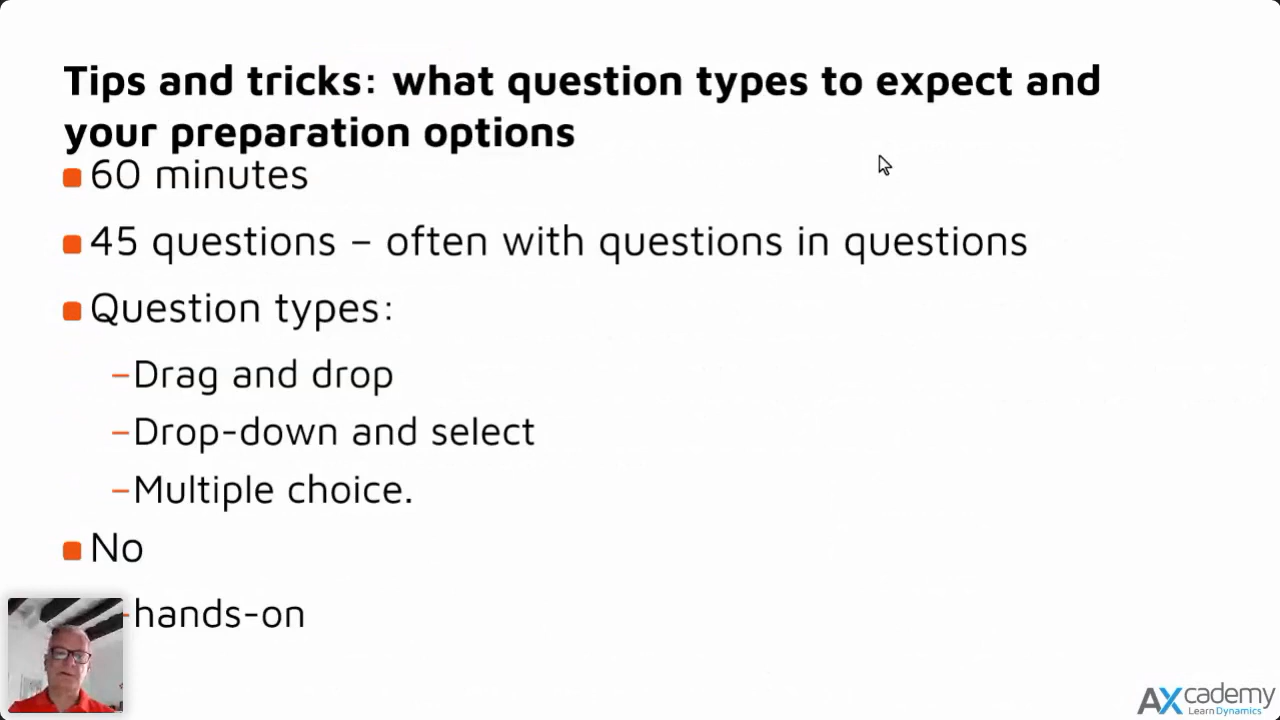 Tips and tricks: what question types to expect and
your preparation options
60 minutes
45 questions – often with questions in questions
Question types:
–Drag and drop
–Drop-down and select
–Multiple choice.
No
-hands-on
AXcademy
Learn Dynamics